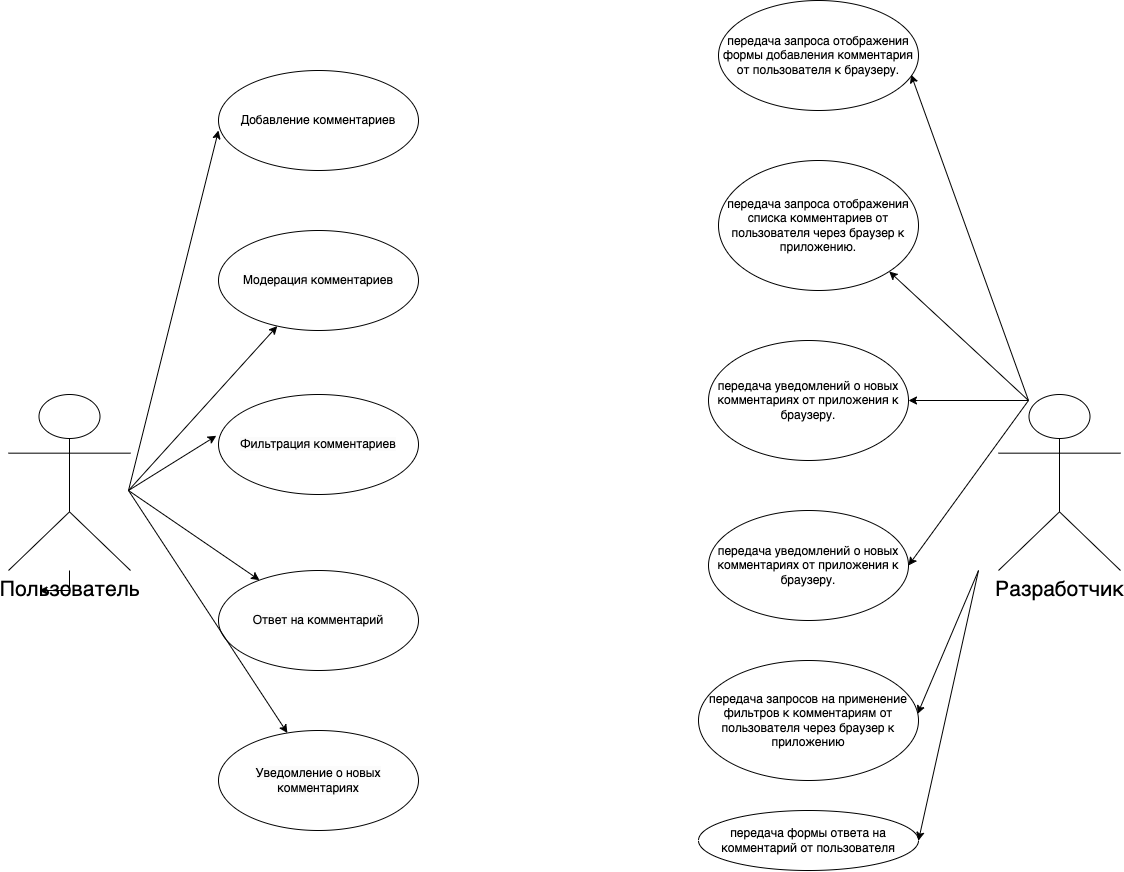 Добавление комментариев
Модерация комментариев
Фильтрация комментариев
Ответ на комментарий
Уведомление о новых
комментариях
Пользователь
передача запроса отображения
формы добавления комментария
от пользователя к браузеру.
передача запроса отображения
списка комментариев от
пользователя через браузер к
приложению.
передача уведомлений о новых
комментариях от приложения к
браузеру.
передача уведомлений о новых
комментариях от приложения к
браузеру.
передача запросов на применение
фильтров к комментариям от
пользователя через браузер к
приложению
передача формы ответа на
комментарий от пользователя
Разработчик